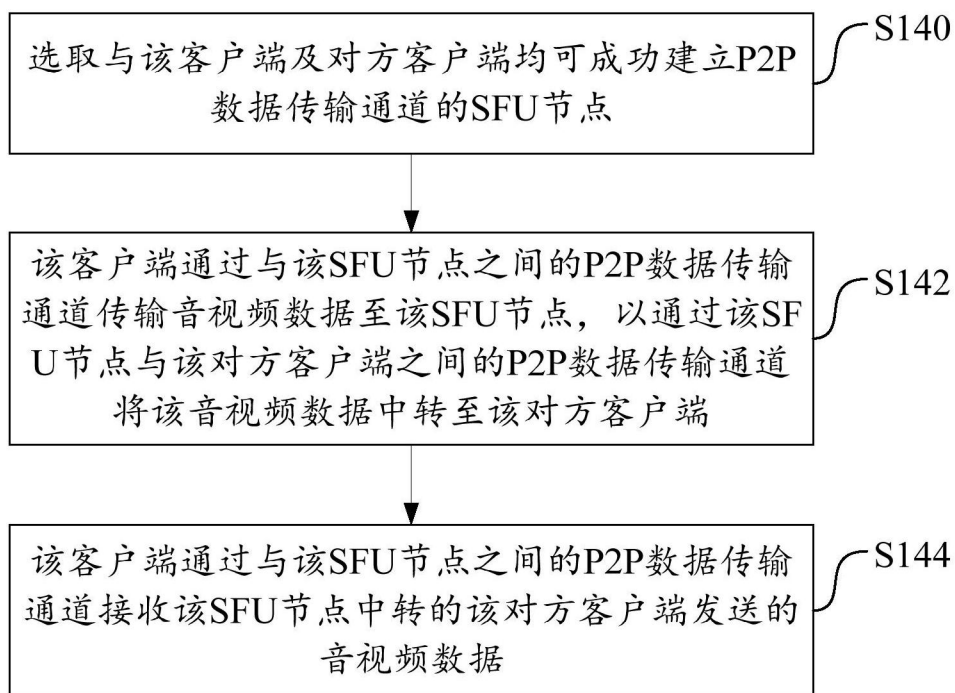 选取与该客户端及对方客户端均可成功建立P2P
数据传输通道的SFU节点
S140
该客户端通过与该SFU节点之间的P2P数据传输
通道传输音视频数据至该SFU节点，以通过该SF
U节点与该对方客户端之间的P2P数据传输通道
将该音视频数据中转至该对方客户端
S142
该客户端通过与该SFU节点之间的P2P数据传输
通道接收该SFU节点中转的该对方客户端发送的
音视频数据
S144